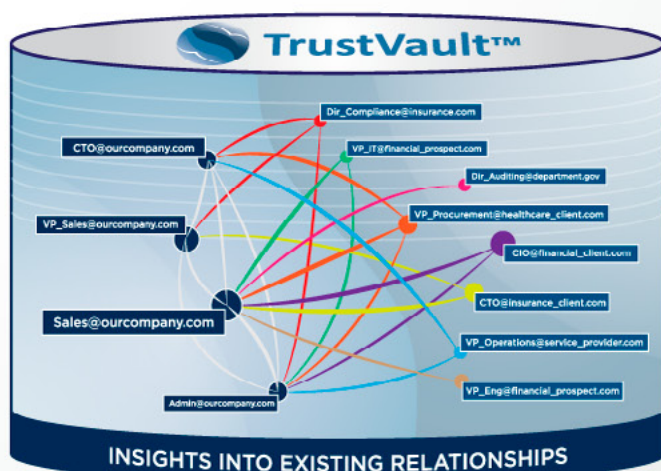 TrustVault™
Dir_Compliance@insurance.com
CTO@ourcompany.com
VP_IT@financial_prospect.com
Dir_Auditing@department.gov
VP_Sales@ourcompany.com
VP_Procurement@healthcare_client.com
CIO@financial_client.com
CTO@insurance_client.com
Sales@ourcompany.com
VP_Operations@service_provider.com
VP_Eng@financial_prospect.com
Admin@ourcompany.com
INSIGHTS INTO EXISTING RELATIONSHIPS